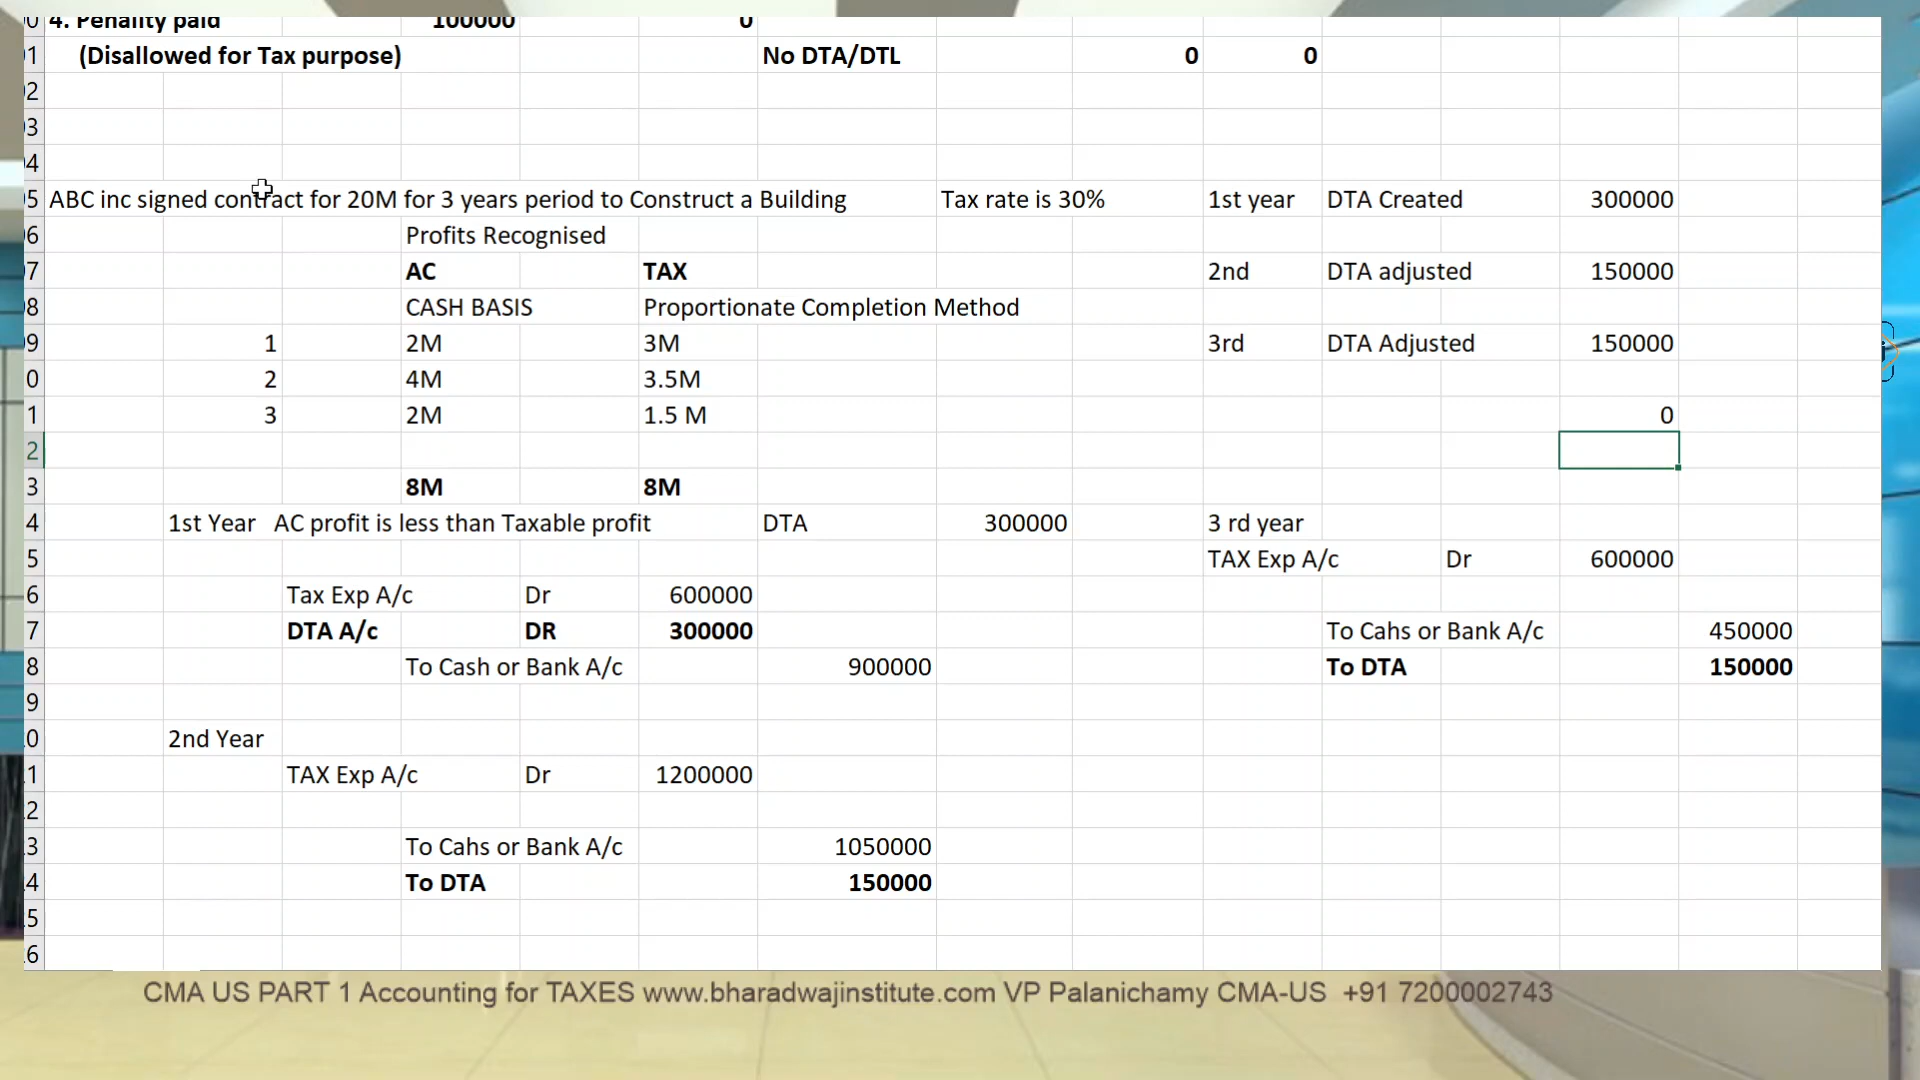 4. Penality paid 100000 0
(Disallowed for Tax purpose) No DTA/DTL 0 0
ABC inc signed contract for 20M for 3 years period to Construct a Building Tax rate is 30% 1st year DTA Created 300000
Profits Recognised
AC TAX 2nd DTA adjusted 150000
CASH BASIS Proportionate Completion Method
1 2M 3M 3rd DTA Adjusted 150000
2 4M 3.5M
3 2M 1.5 M 0
8M 8M
1st Year AC profit is less than Taxable profit DTA 300000 3 rd year
TAX Exp A/c Dr 600000
Tax Exp A/c Dr 600000
DTA A/c DR 300000 To Cahs or Bank A/c 450000
To Cash or Bank A/c 900000 To DTA 150000
2nd Year
TAX Exp A/c Dr 1200000
To Cahs or Bank A/c 1050000
To DTA 150000
CMA US PART 1 Accounting for TAXES www.bharadwajinstitute.com VP Palanichamy CMA-US +91 7200002743